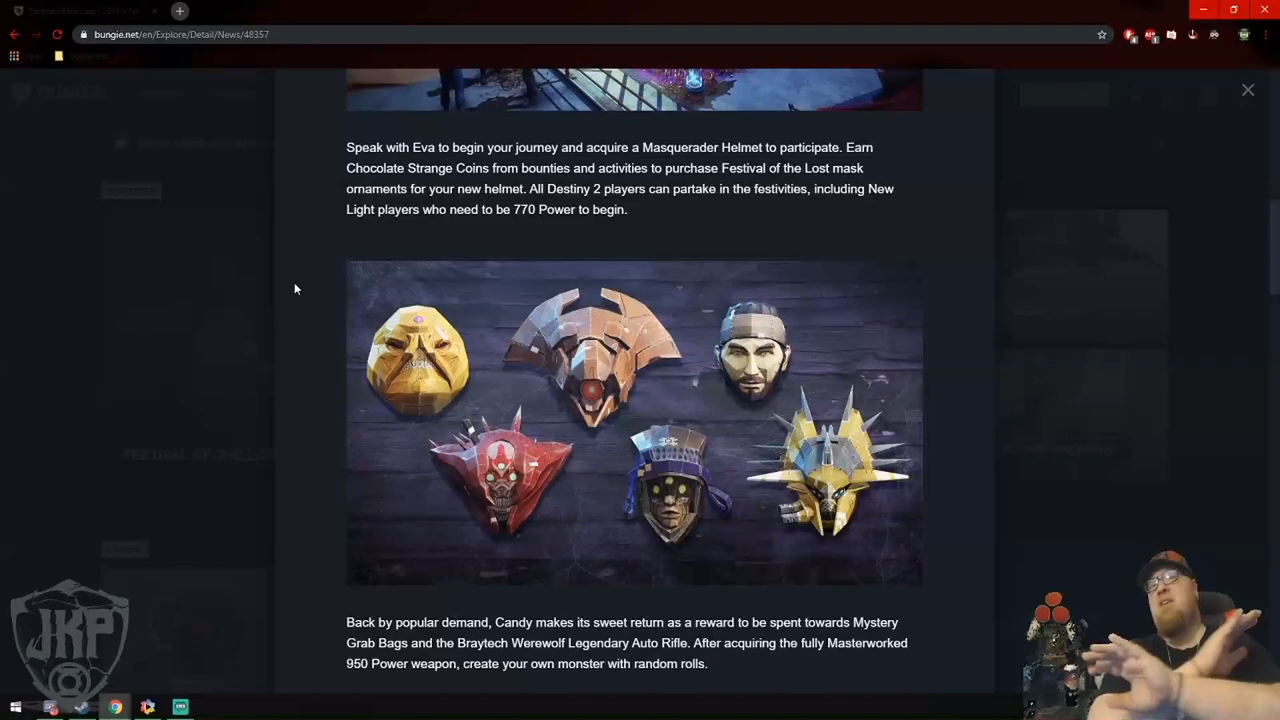 bungie.net/en/Explore/Detail/News/48357
Speak with Eva to begin your journey and acquire a Masquerader Helmet to participate. Earn
Chocolate Strange Coins from bounties and activities to purchase Festival of the Lost mask
ornaments for your new helmet. All Destiny 2 players can partake in the festivities, including New
Light players who need to be 770 Power to begin.
Back by popular demand, Candy makes its sweet return as a reward to be spent towards Mystery
Grab Bags and the Braytech Werewolf Legendary Auto Rifle. After acquiring the fully Masterworked
950 Power weapon, create your own monster with random rolls.
FESTIVAL OF THE LOS
JKP